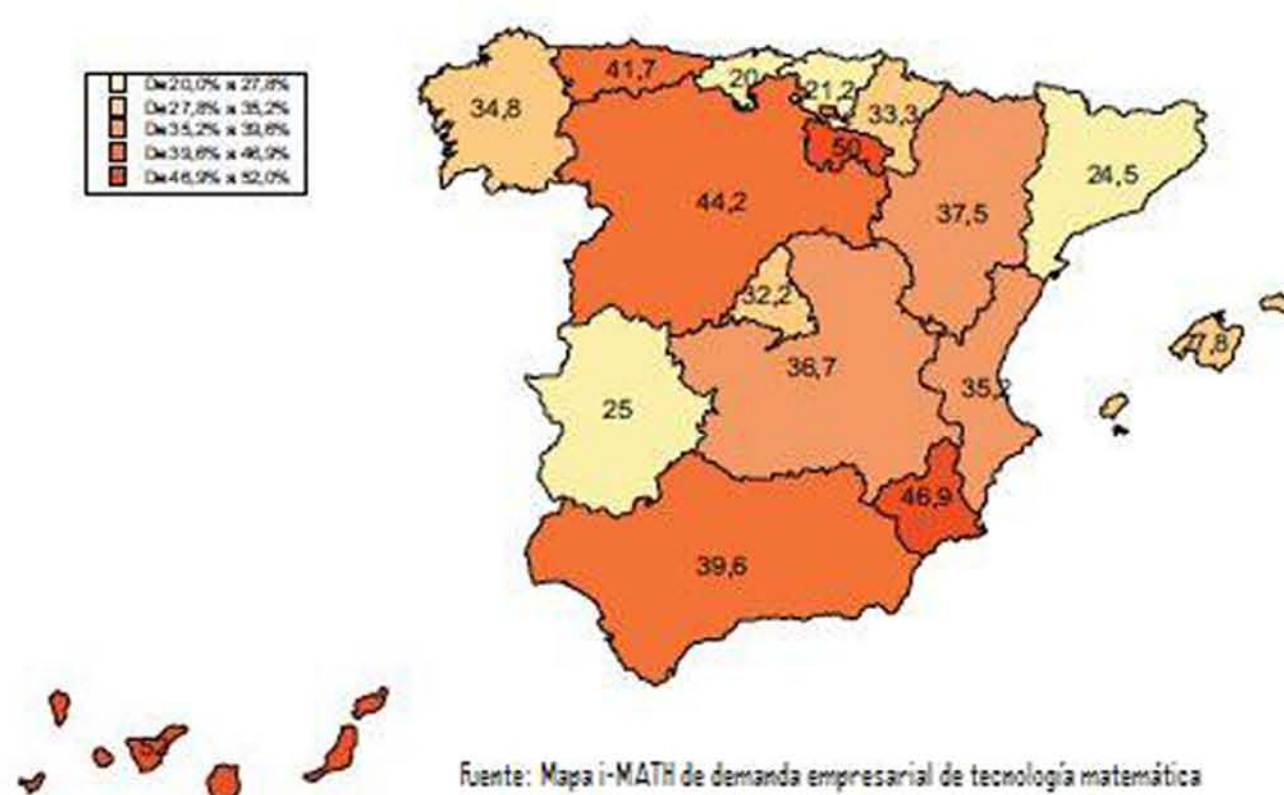 De 20,0% a 27,8%
De 27,8% a 35,2%
De 35,2% a 39,6%
De 39,6% a 46,9%
De 46,9% a 52,0%
41,7
20
21,2
34,8
33,3
50
24,5
44,2
37,5
32,2
7,8
36,7
35,2
25
46,9
39,6
Fuente: Mapa i-MATH de demanda empresarial de tecnología matemática